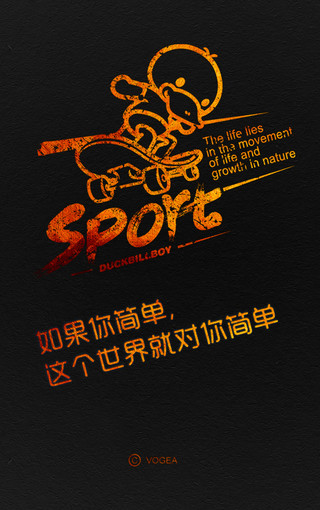 The life lies
in the movement
of life and
growth in nature
Sport
DUCKBILLBOY
如果你简单,
这个世界就对你简单
© VOGEA